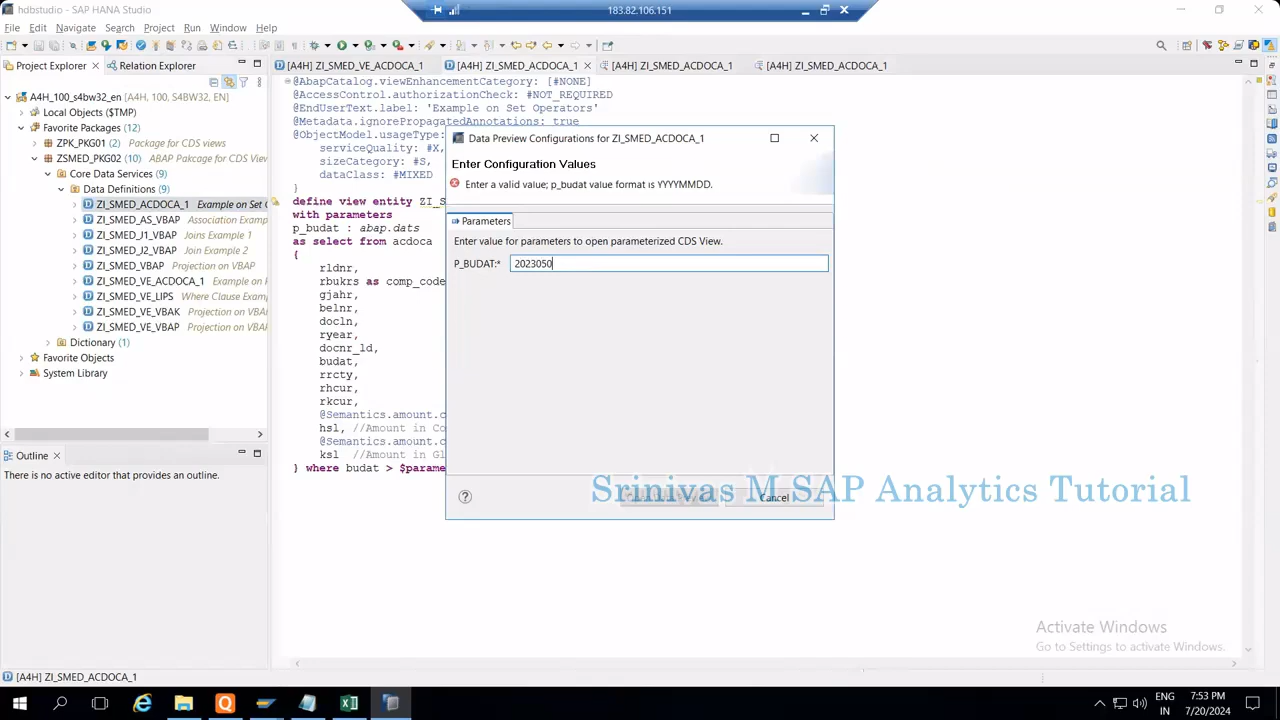 hdbstudio - SAP HANA Studio
183.82.106.151
File Edit Navigate Search Project Run Window Help
Project Explorer
Relation Explorer
[A4H] ZI_SMED_VE_ACDOCA_1
[A4H] ZI_SMED_ACDOCA_1
[A4H] ZI_SMED_ACDOCA_1
[A4H] ZI_SMED_ACDOCA_1
A4H_100_s4bw32_en [A4H, 100, S4BW32, EN]
Local Objects ($TMP)
Favorite Packages (12)
ZPK_PKG01 (2) Package for CDS views
ZSMED_PKG02 (10) ABAP Pakcage for CDS View
Core Data Services (9)
Data Definitions (9)
ZI_SMED_ACDOCA_1 Example on Set O
ZI_SMED_AS_VBAP Association Examp
ZI_SMED_J1_VBAP Joins Example 1
ZI_SMED_J2_VBAP Join Example 2
ZI_SMED_VBAP Projection on VBAP
ZI_SMED_VE_ACDOCA_1 Example on
ZI_SMED_VE_LIPS Where Clause Examp
ZI_SMED_VE_VBAK Projection on VBAK
ZI_SMED_VE_VBAP Projection on VBAP
Dictionary (1)
Favorite Objects
System Library
Outline
There is no active editor that provides an outline.
@AbapCatalog.viewEnhancementCategory: [#NONE]
@AccessControl.authorizationCheck: #NOT_REQUIRED
@EndUserText.label: 'Example on Set Operators'
@Metadata.ignorePropagatedAnnotations: true
@ObjectModel.usageType:
serviceQuality: #X,
sizeCategory: #S,
dataClass: #MIXED
}
define view entity ZI_S
with parameters
p_budat : abap.dats
as select from acdoca
{
rldnr,
rbukrs as comp_code
gjahr,
belnr,
docln,
ryear,
docnr_ld,
budat,
rrcty,
rhcur,
rkcur,
@Semantics.amount.c
hsl, //Amount in Co
@Semantics.amount.c
ksl //Amount in Gl
} where budat > $parame
Data Preview Configurations for ZI_SMED_ACDOCA_1
Enter Configuration Values
Enter a valid value; p_budat value format is YYYYMMDD.
Parameters
Enter value for parameters to open parameterized CDS View.
P_BUDAT:* 2023050
Cancel
Srinivas M SAP Analytics Tutorial
Activate Windows
Go to Settings to activate Windows.
[A4H] ZI_SMED_ACDOCA_1
ENG
IN
7:53 PM
7/20/2024